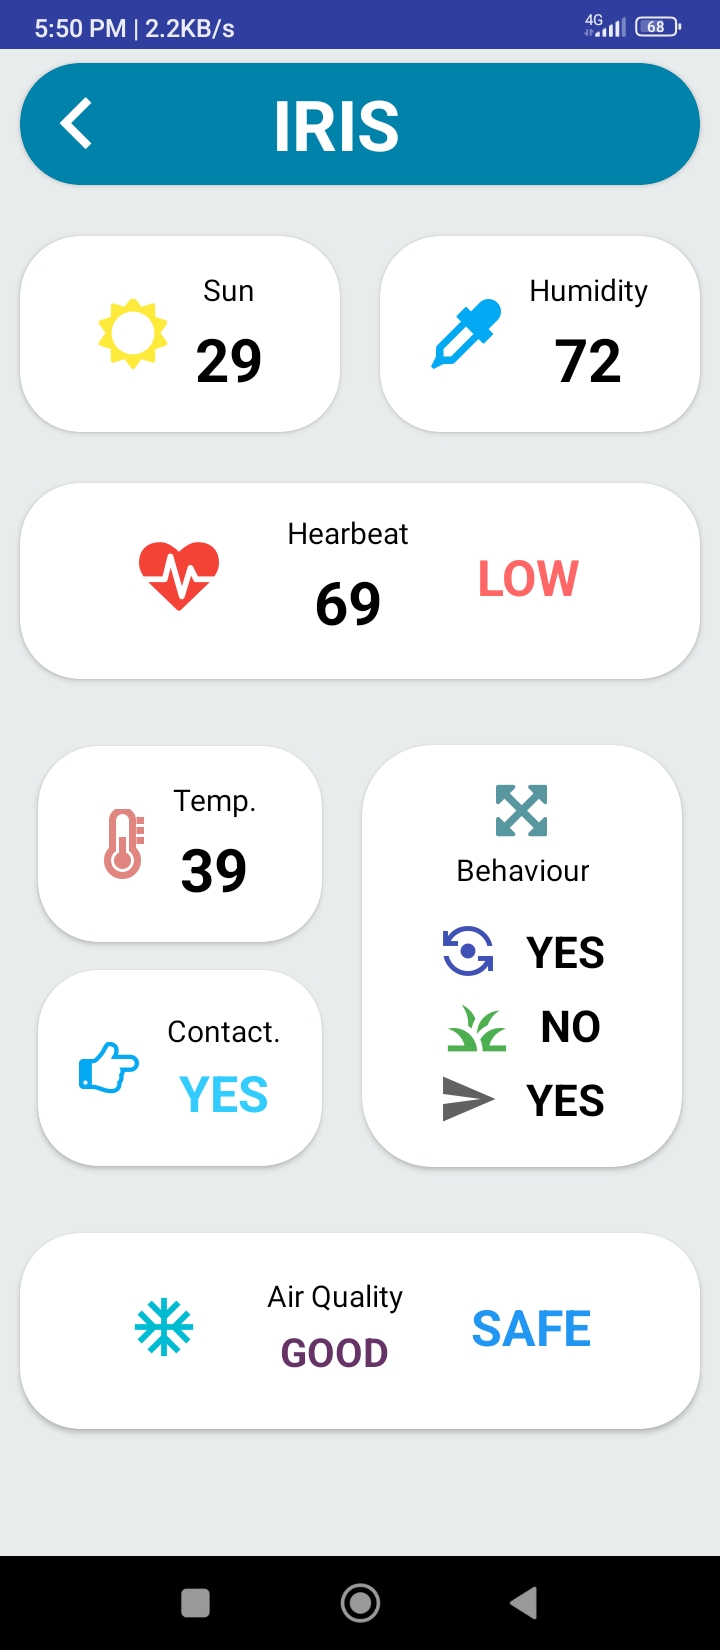 5:50 PM | 2.2KB/s 4G 68
IRIS
Sun
29
Humidity
72
Hearbeat
69
LOW
Temp.
39
Contact.
YES
Behaviour
YES
NO
YES
Air Quality
GOOD
SAFE